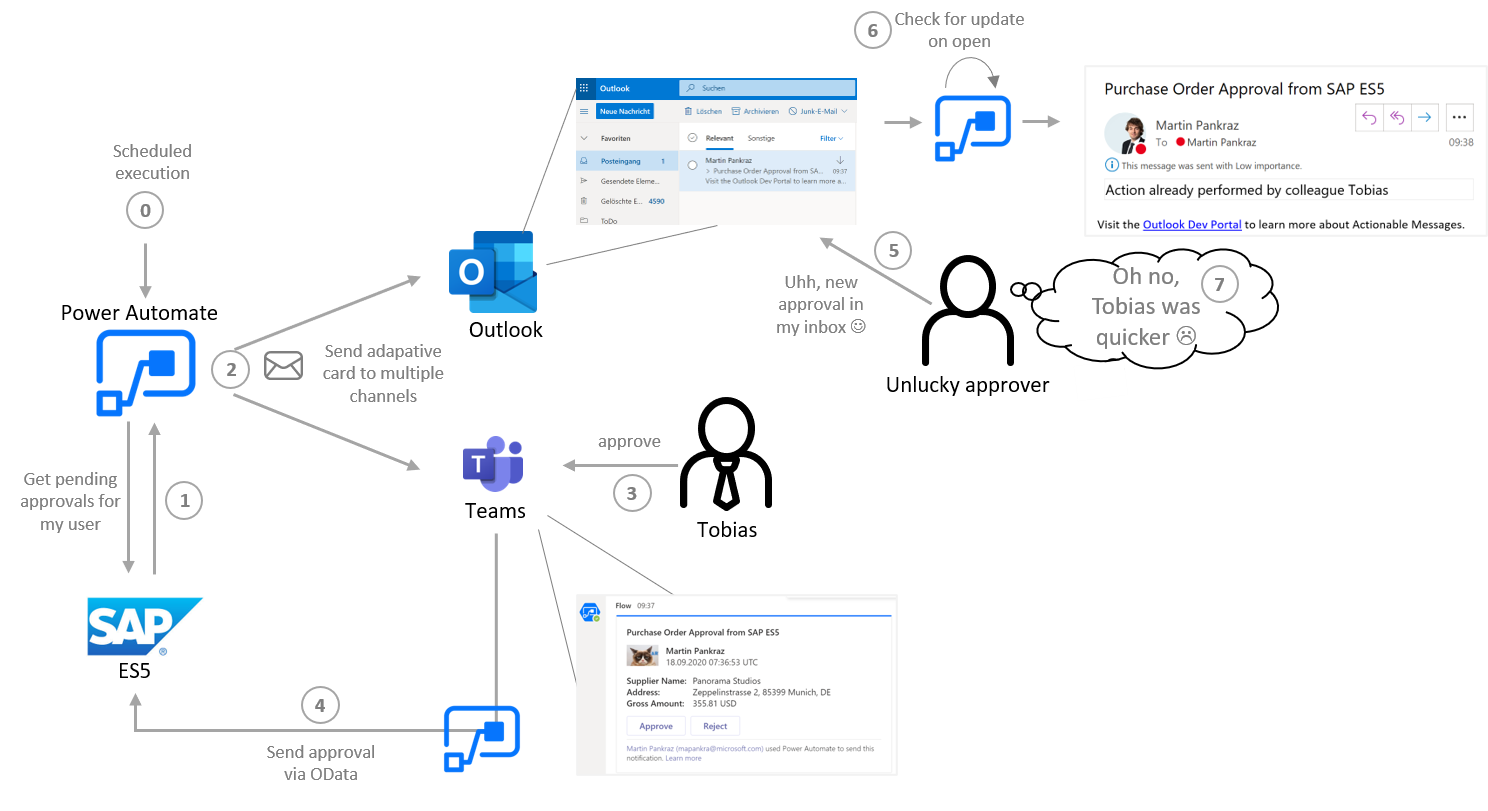 6
Check for update
on open
Scheduled
execution
0
Power Automate
2
Send adapative
card to multiple
channels
Get pending
approvals for
my user
1
SAP
®
ES5
4
Send approval
via OData
O
Outlook
Outlook
Suchen
Neue Nachricht
Löschen
Archivieren
Junk-E-Mail
Favoriten
Relevant
Sonstige
Filter
Posteingang 1
Gesendete Eleme...
Gelöschte E... 4590
ToDo
Martin Pankraz
> Purchase Order Approval from SA... 09:37
Visit the Outlook Dev Portal to learn more a...
Purchase Order Approval from SAP ES5
Martin Pankraz
To Martin Pankraz
09:38
This message was sent with Low importance.
Action already performed by colleague Tobias
Visit the Outlook Dev Portal to learn more about Actionable Messages.
5
Uhh, new
approval in
my inbox ☺
Oh no,
7
Tobias was
quicker ☹
Unlucky approver
T
Teams
approve
3
Tobias
Flow 09:37
Purchase Order Approval from SAP ES5
Martin Pankraz
18.09.2020 07:36:53 UTC
Supplier Name: Panorama Studios
Address: Zeppelinstrasse 2, 85399 Munich, DE
Gross Amount: 355.81 USD
Approve
Reject
Martin Pankraz (mapankra@microsoft.com) used Power Automate to send this
notification. Learn more